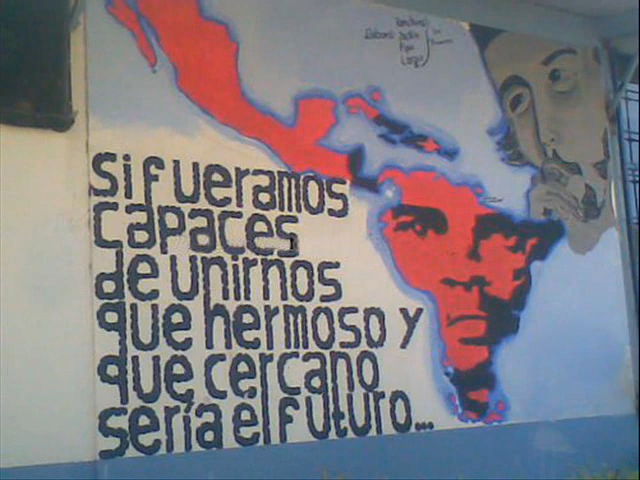 si fueramos
capaces
de unirnos
que hermoso y
que cercano
sería el futuro...